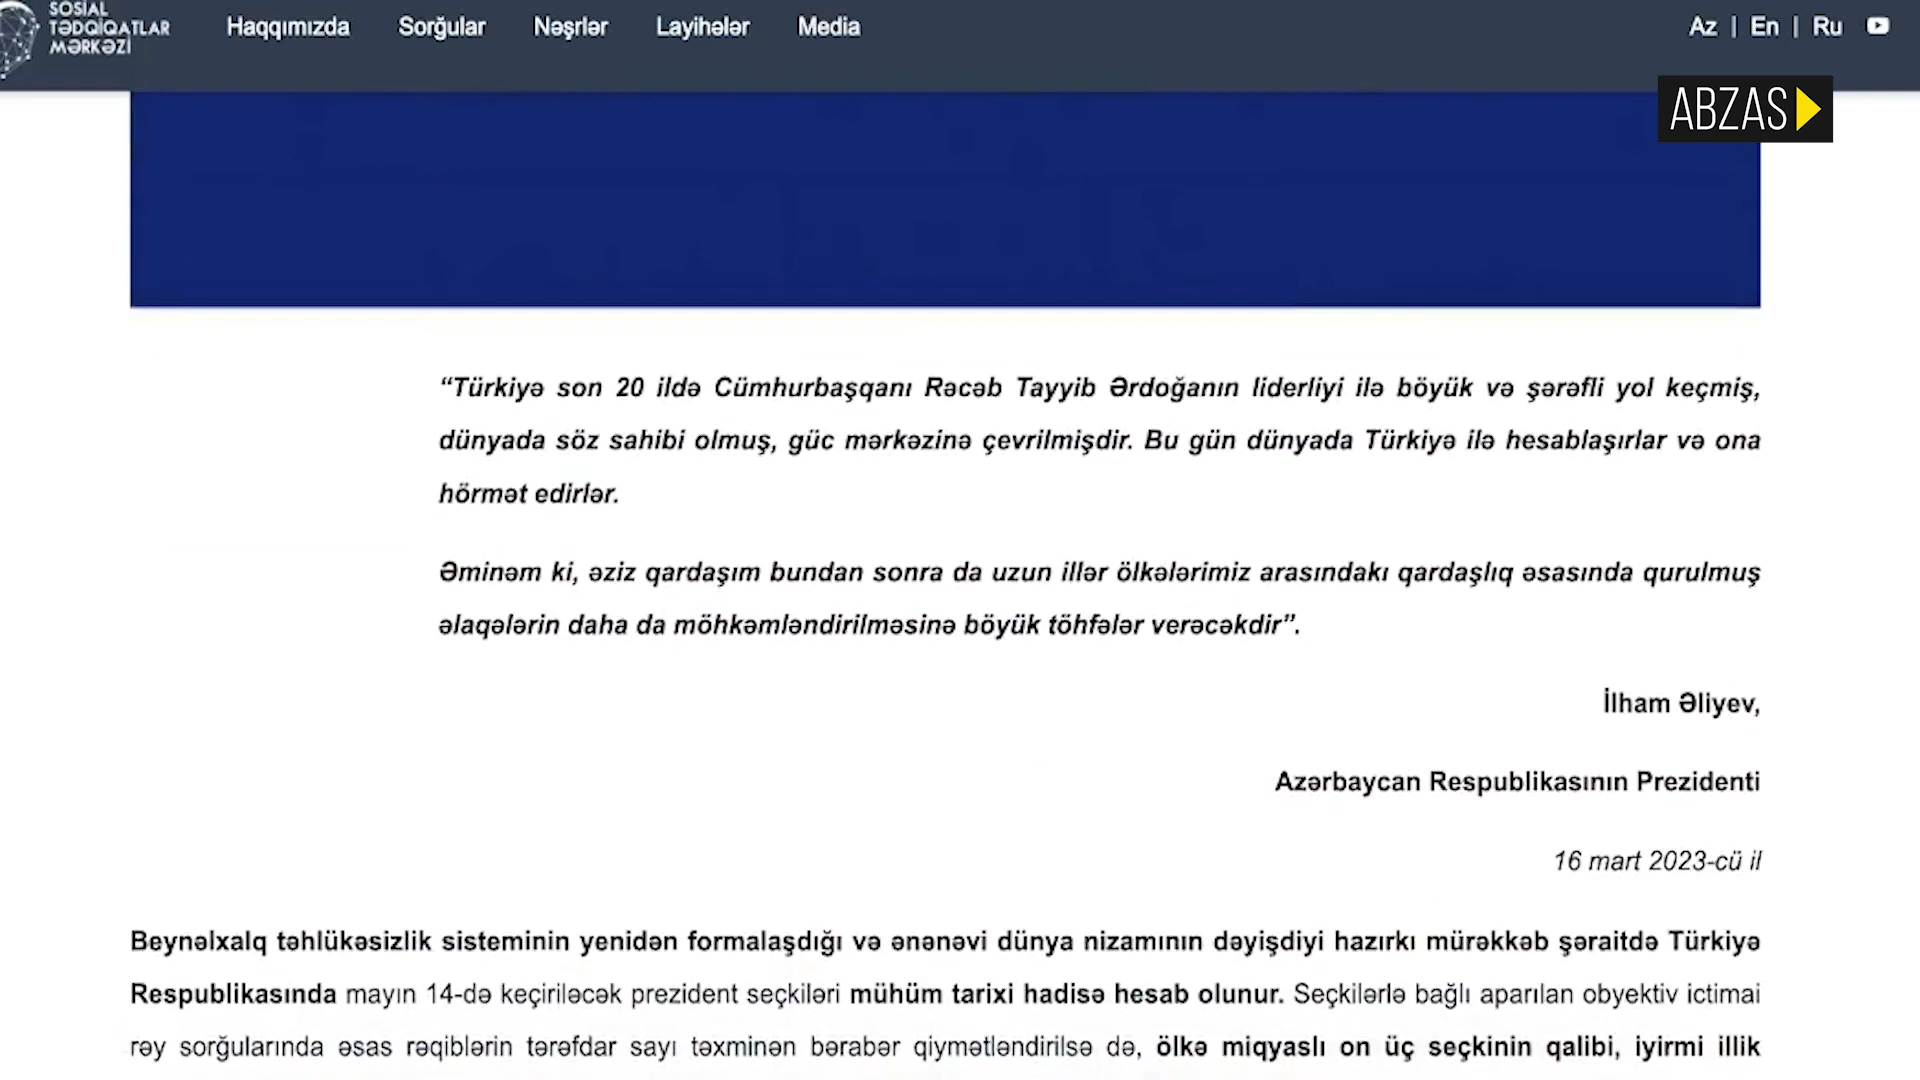 SOSİAL
TƏDQİQATLAR
MƏRKƏZİ
Haqqımızda Sorğular Nəşrlər Layihələr Media
Az | En | Ru
ABZAS
“Türkiyə son 20 ildə Cümhurbaşqanı Rəcəb Tayyib Ərdoğanın liderliyi ilə böyük və şərəfli yol keçmiş,
dünyada söz sahibi olmuş, güc mərkəzinə çevrilmişdir. Bu gün dünyada Türkiyə ilə hesablaşırlar və ona
hörmət edirlər.
Əminəm ki, əziz qardaşım bundan sonra da uzun illər ölkələrimiz arasındakı qardaşlıq əsasında qurulmuş
əlaqələrin daha da möhkəmləndirilməsinə böyük töhfələr verəcəkdir”.
İlham Əliyev,
Azərbaycan Respublikasının Prezidenti
16 mart 2023-cü il
Beynəlxalq təhlükəsizlik sisteminin yenidən formalaşdığı və ənənəvi dünya nizamının dəyişdiyi hazırkı mürəkkəb şəraitdə Türkiyə
Respublikasında mayın 14-də keçiriləcək prezident seçkiləri mühüm tarixi hadisə hesab olunur. Seçkilərlə bağlı aparılan obyektiv ictimai
rəy sorğularında əsas rəqiblərin tərəfdar sayı təxminən bərabər qiymətləndirilsə də, ölkə miqyaslı on üç seçkinin qalibi, iyirmi illik